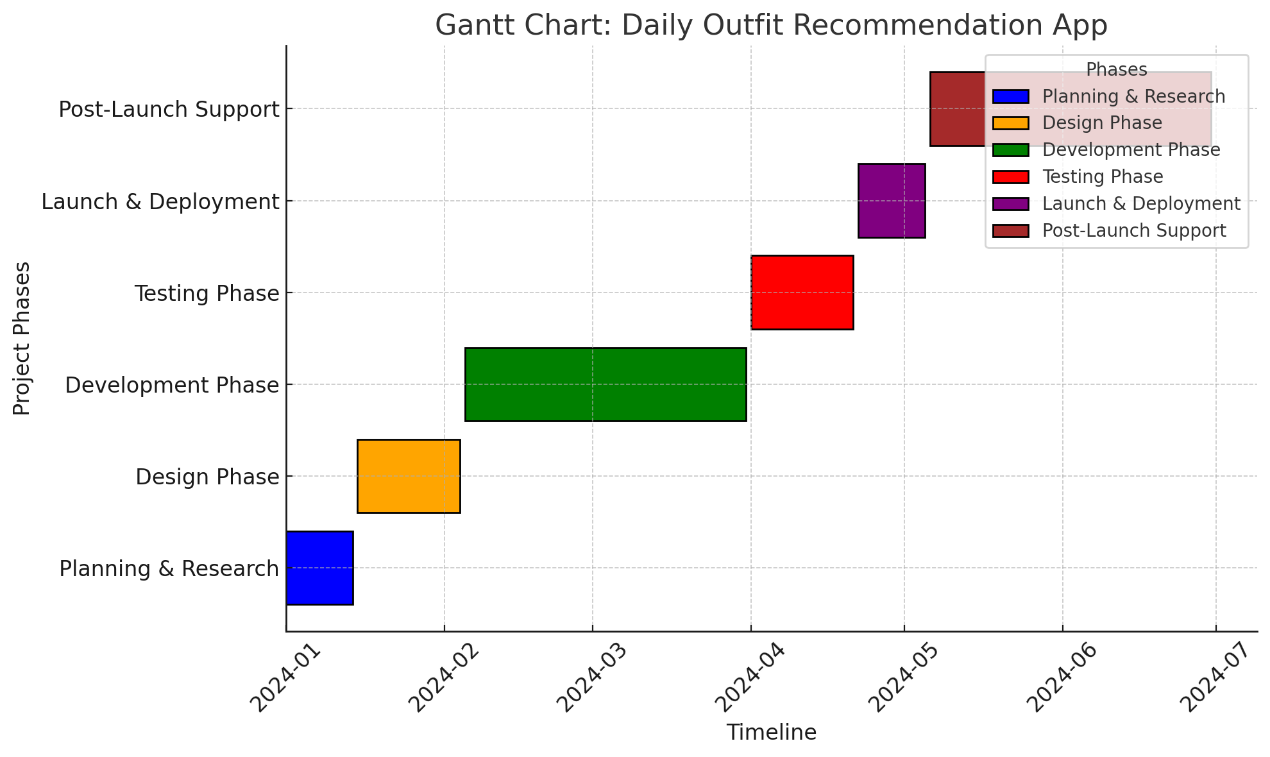 Gantt Chart: Daily Outfit Recommendation App
Project Phases
Post-Launch Support
Launch & Deployment
Testing Phase
Development Phase
Design Phase
Planning & Research
Phases
Planning & Research
Design Phase
Development Phase
Testing Phase
Launch & Deployment
Post-Launch Support
2024-01
2024-02
2024-03
2024-04
2024-05
2024-06
2024-07
Timeline